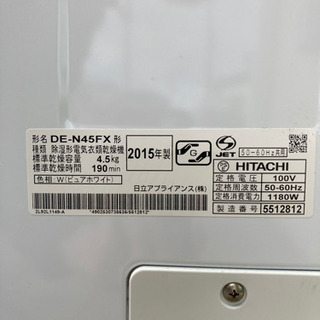 形名 DE-N45FX 形
種類 除湿形電気衣類乾燥機
標準乾燥容量 4.5kg
標準乾燥時間 190min
色相:W(ピュアホワイト)
2015年製
S JET
50-60Hz共用
HITACHI
定格電圧 100V
定格周波数 50-60Hz
定格消費電力 1180W
日立アプライアンス(株)
製造番号 5512812